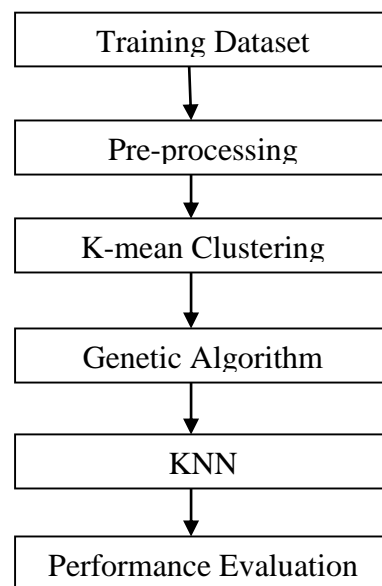 Training Dataset
Pre-processing
K-mean Clustering
Genetic Algorithm
KNN
Performance Evaluation